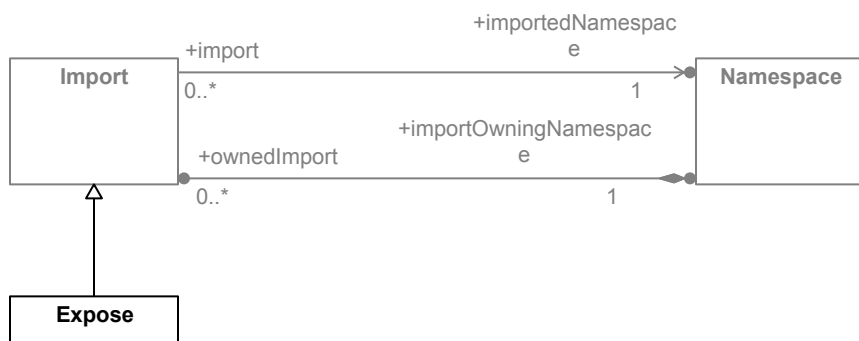 +importedNamespac
e
+import
Import
Namespace
0..*
1
+importOwningNamespac
e
+ownedImport
0..*
1
Expose